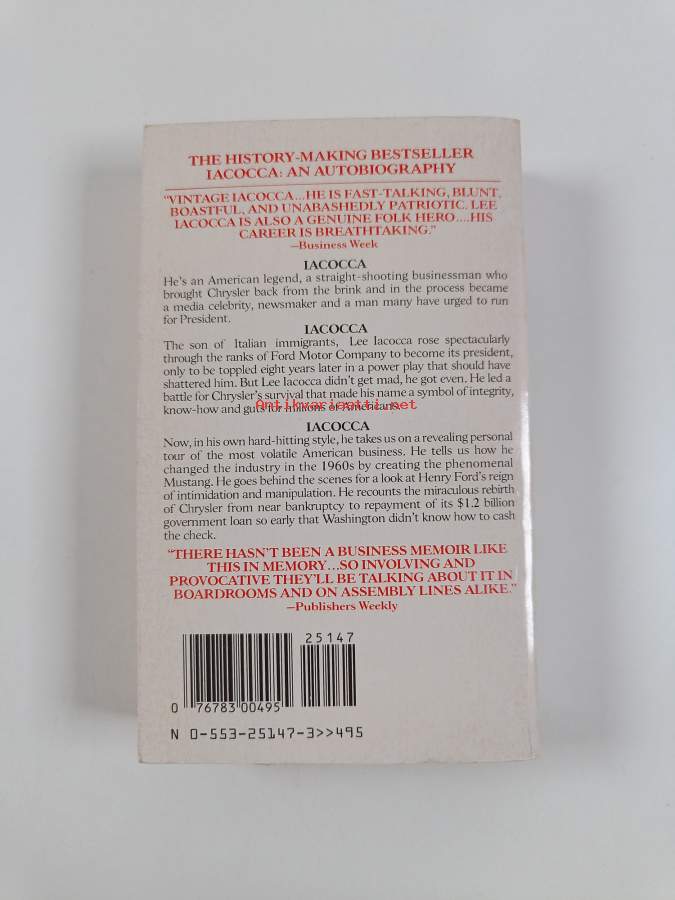 THE HISTORY-MAKING BESTSELLER
IACOCCA: AN AUTOBIOGRAPHY
"VINTAGE IACOCCA...HE IS FAST-TALKING, BLUNT,
BOASTFUL, AND UNABASHEDLY PATRIOTIC. LEE
IACOCCA IS ALSO A GENUINE FOLK HERO....HIS
CAREER IS BREATHTAKING."
—Business Week
IACOCCA
He's an American legend, a straight-shooting businessman who
brought Chrysler back from the brink and in the process became
a media celebrity, newsmaker and a man many have urged to run
for President.
IACOCCA
The son of Italian immigrants, Lee Iacocca rose spectacularly
through the ranks of Ford Motor Company to become its president,
only to be toppled eight years later in a power play that should have
shattered him. But Lee Iacocca didn't get mad, he got even. He led a
battle for Chrysler's survival that made his name a symbol of integrity,
know-how and guts for millions of Americans.
Antikvariaatti.net
IACOCCA
Now, in his own hard-hitting style, he takes us on a revealing personal
tour of the most volatile American business. He tells us how he
changed the industry in the 1960s by creating the phenomenal
Mustang. He goes behind the scenes for a look at Henry Ford's reign
of intimidation and manipulation. He recounts the miraculous rebirth
of Chrysler from near bankruptcy to repayment of its $1.2 billion
government loan so early that Washington didn't know how to cash
the check.
"THERE HASN'T BEEN A BUSINESS MEMOIR LIKE
THIS IN MEMORY...SO INVOLVING AND
PROVOCATIVE THEY'LL BE TALKING ABOUT IT IN
BOARDROOMS AND ON ASSEMBLY LINES ALIKE."
—Publishers Weekly
25147
0 76783 00495
N 0-553-25147-3>>495